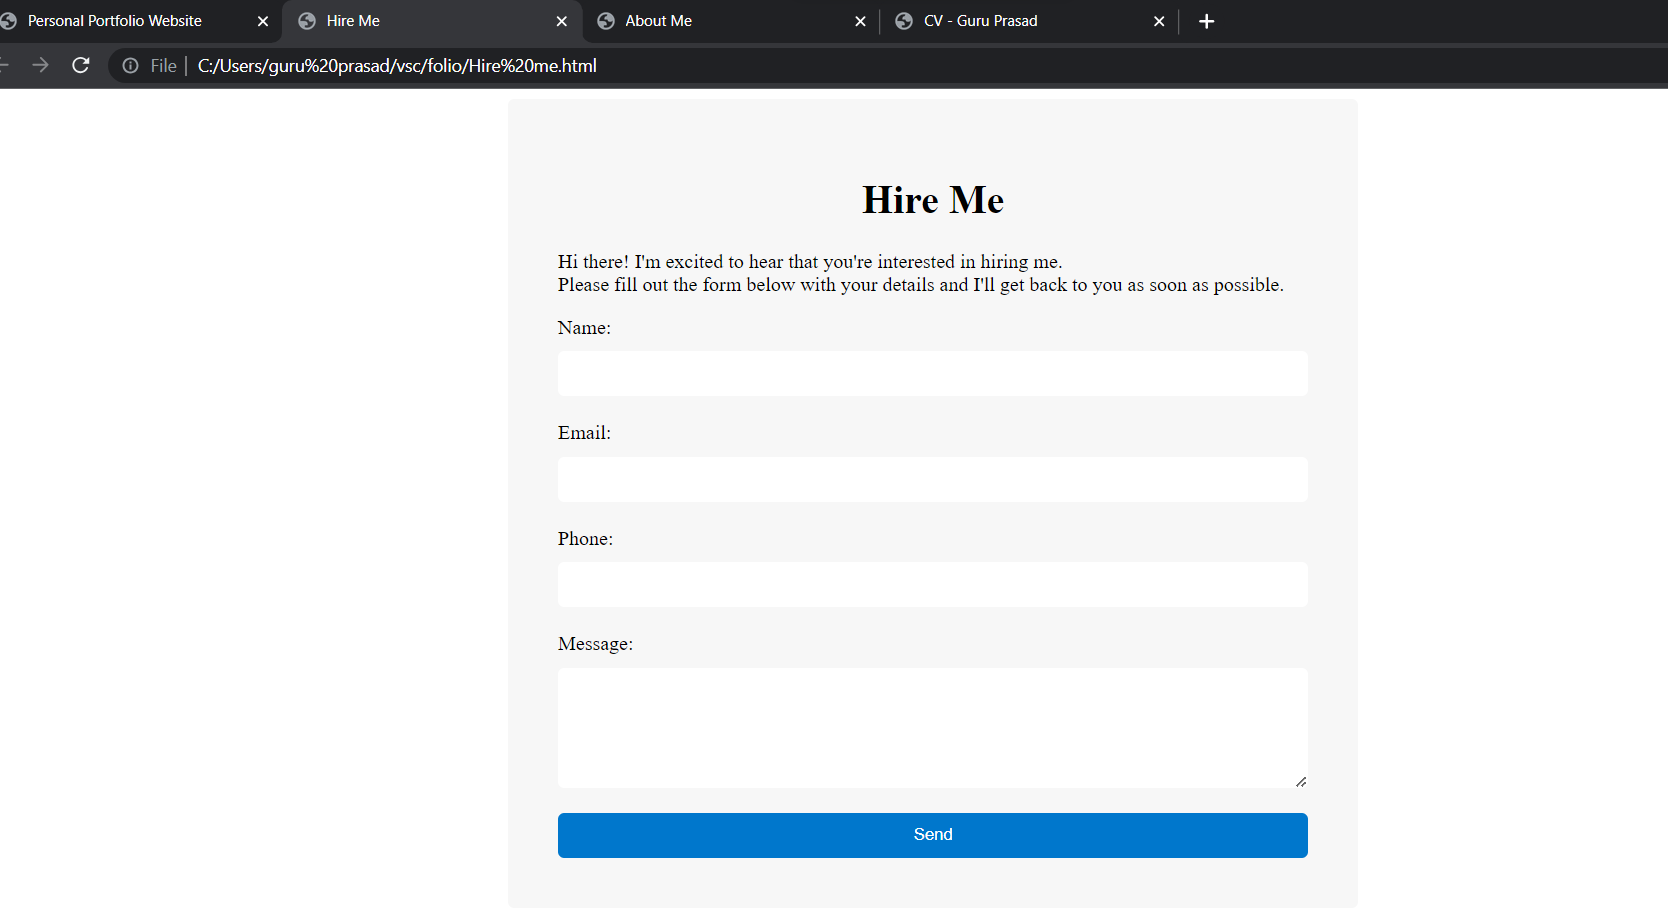 Personal Portfolio Website
Hire Me
About Me
CV - Guru Prasad
File
C:/Users/guru%20prasad/vsc/folio/Hire%20me.html
Hire Me
Hi there! I'm excited to hear that you're interested in hiring me.
Please fill out the form below with your details and I'll get back to you as soon as possible.
Name:
Email:
Phone:
Message:
Send